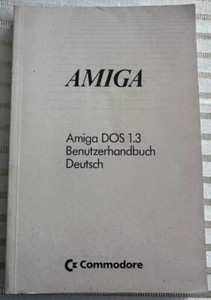 AMIGA
Amiga DOS 1.3
Benutzerhandbuch
Deutsch
Commodore